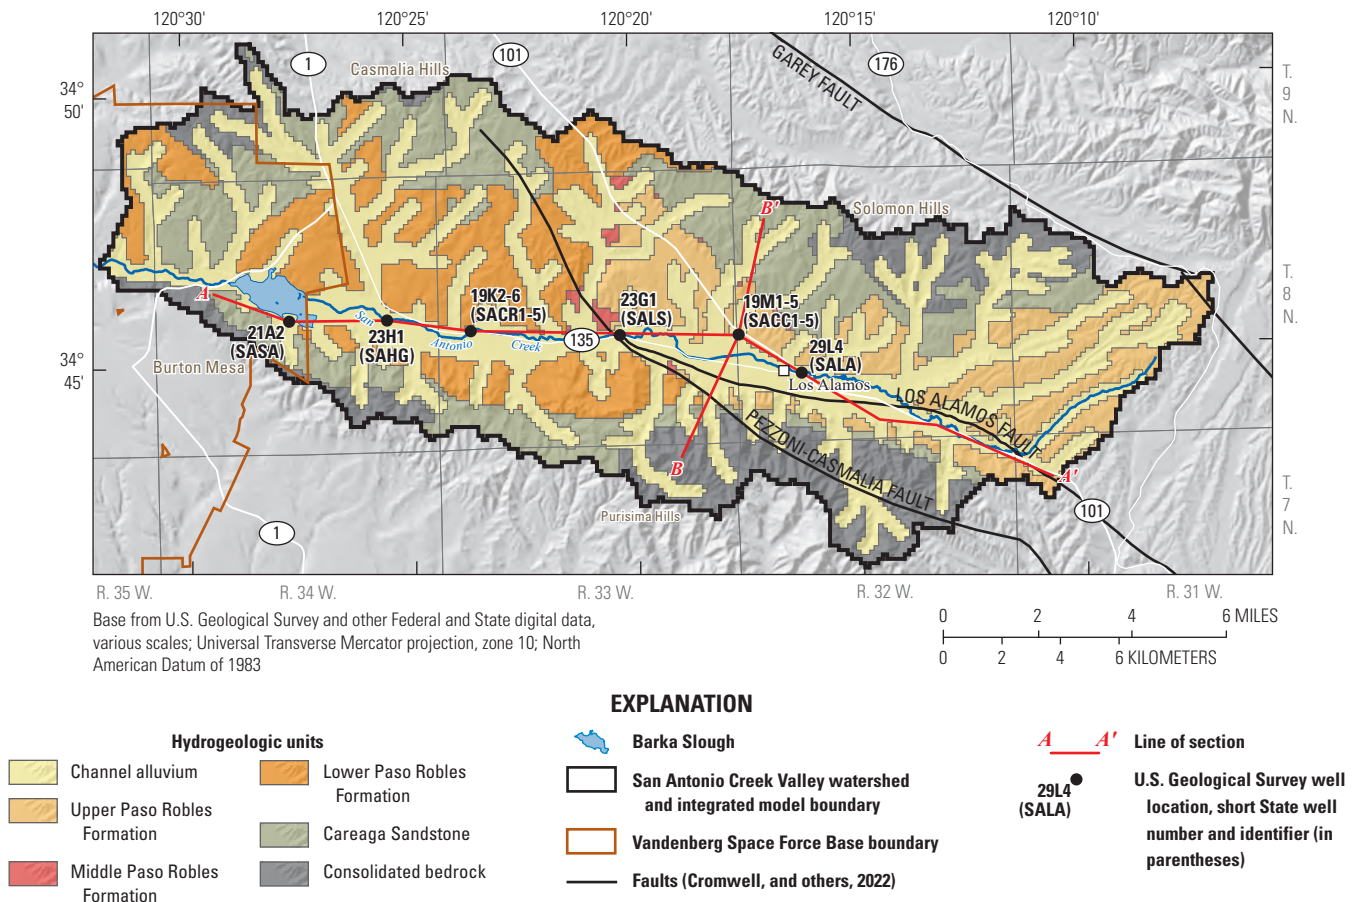 120°30' 120°25' 120°20' 120°15' 120°10'
34°
50'
34°
45'
T.
9
N.
T.
8
N.
T.
7
N.
1
101
176
Casmalia Hills
GAREY FAULT
Solomon Hills
B'
A
21A2
(SASA)
23H1
(SAHG)
19K2-6
(SACR1-5)
23G1
(SALS)
19M1-5
(SACC1-5)
29L4
(SALA)
San
Antonio
Creek
135
Burton Mesa
Los Alamos
LOS ALAMOS FAULT
PEZZONI-CASMALIA FAULT
B
A'
Purisima Hills
1
101
R. 35 W. R. 34 W. R. 33 W. R. 32 W. R. 31 W.
Base from U.S. Geological Survey and other Federal and State digital data,
various scales; Universal Transverse Mercator projection, zone 10; North
American Datum of 1983
0 2 4 6 MILES
0 2 4 6 KILOMETERS
EXPLANATION
Hydrogeologic units
Channel alluvium
Upper Paso Robles
Formation
Middle Paso Robles
Formation
Lower Paso Robles
Formation
Careaga Sandstone
Consolidated bedrock
Barka Slough
San Antonio Creek Valley watershed
and integrated model boundary
Vandenberg Space Force Base boundary
Faults (Cromwell, and others, 2022)
A A' Line of section
29L4
(SALA)
U.S. Geological Survey well
location, short State well
number and identifier (in
parentheses)